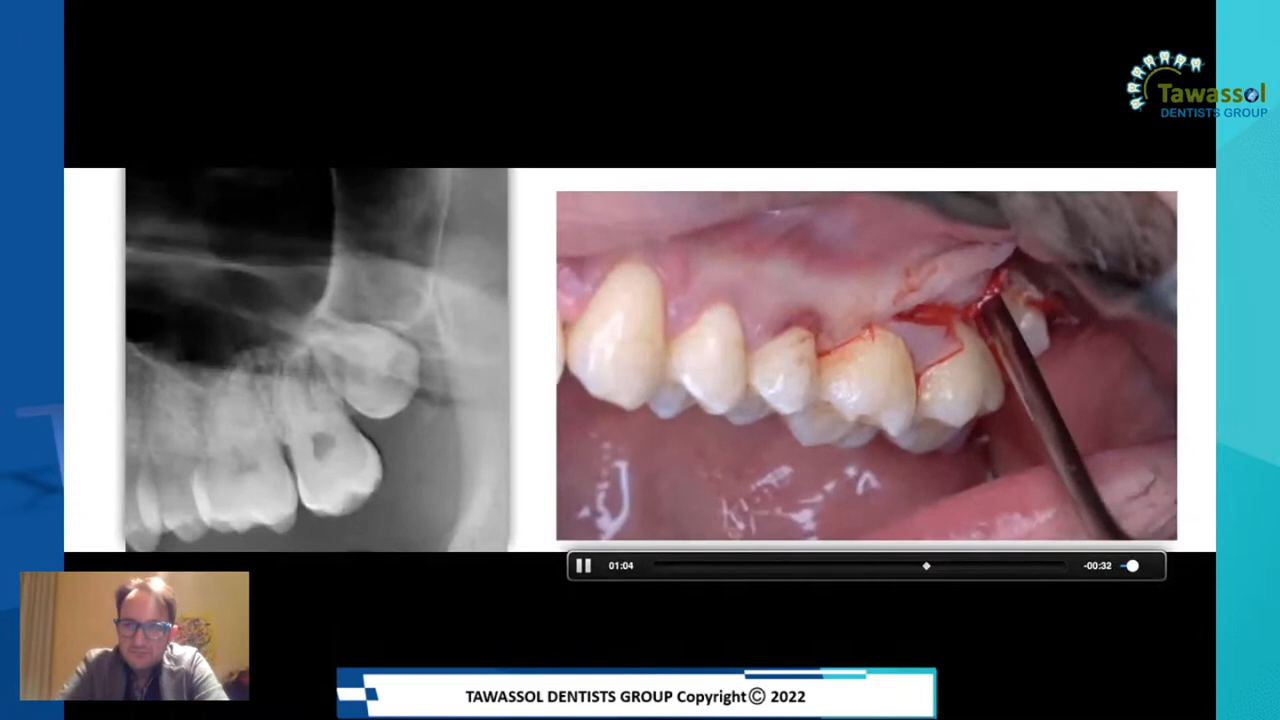 Tawassol
DENTISTS GROUP
01:04
-00:32
TAWASSOL DENTISTS GROUP Copyright© 2022